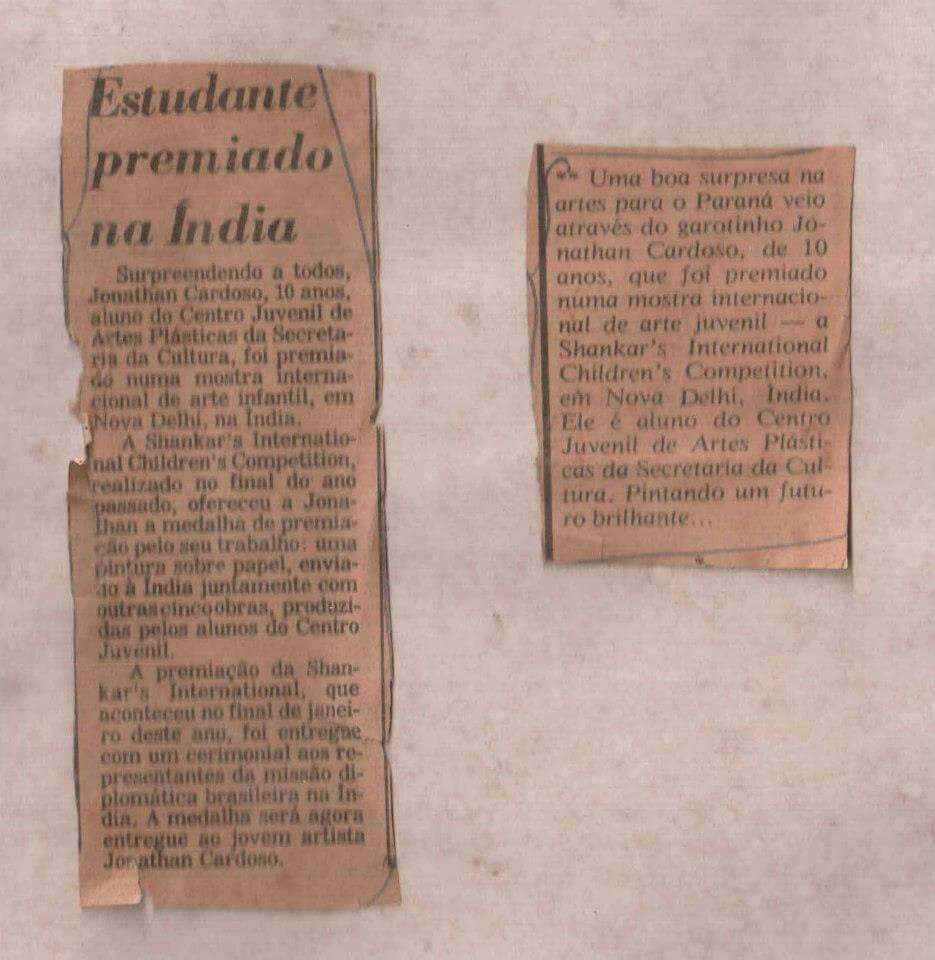 Estudante
premiado
na Índia
Surpreendendo a todos,
Jonathan Cardoso, 10 anos,
aluno do Centro Juvenil de
Artes Plásticas da Secreta-
ria da Cultura, foi premia-
do numa mostra interna-
cional de arte infantil, em
Nova Delhi, na Índia.
A Shankar's Internatio-
nal Children's Competition,
realizado no final do ano
passado, ofereceu a Jona-
than a medalha de premia-
ção pelo seu trabalho: uma
pintura sobre papel, envia-
do à Índia juntamente com
outras cinco obras, produzi-
das pelos alunos do Centro
Juvenil.
A premiação da Shan-
kar's International, que
aconteceu no final de janei-
ro deste ano, foi entregue
com um cerimonial aos re-
presentantes da missão di-
plomática brasileira na Ín-
dia. A medalha será agora
entregue ao jovem artista
Jonathan Cardoso.
Uma boa surpresa na
artes para o Paraná veio
através do garotinho Jo-
nathan Cardoso, de 10
anos, que foi premiado
numa mostra internacio-
nal de arte juvenil — a
Shankar's International
Children's Competition,
em Nova Delhi, Índia.
Ele é aluno do Centro
Juvenil de Artes Plásti-
cas da Secretaria da Cul-
tura. Pintando um futu-
ro brilhante...